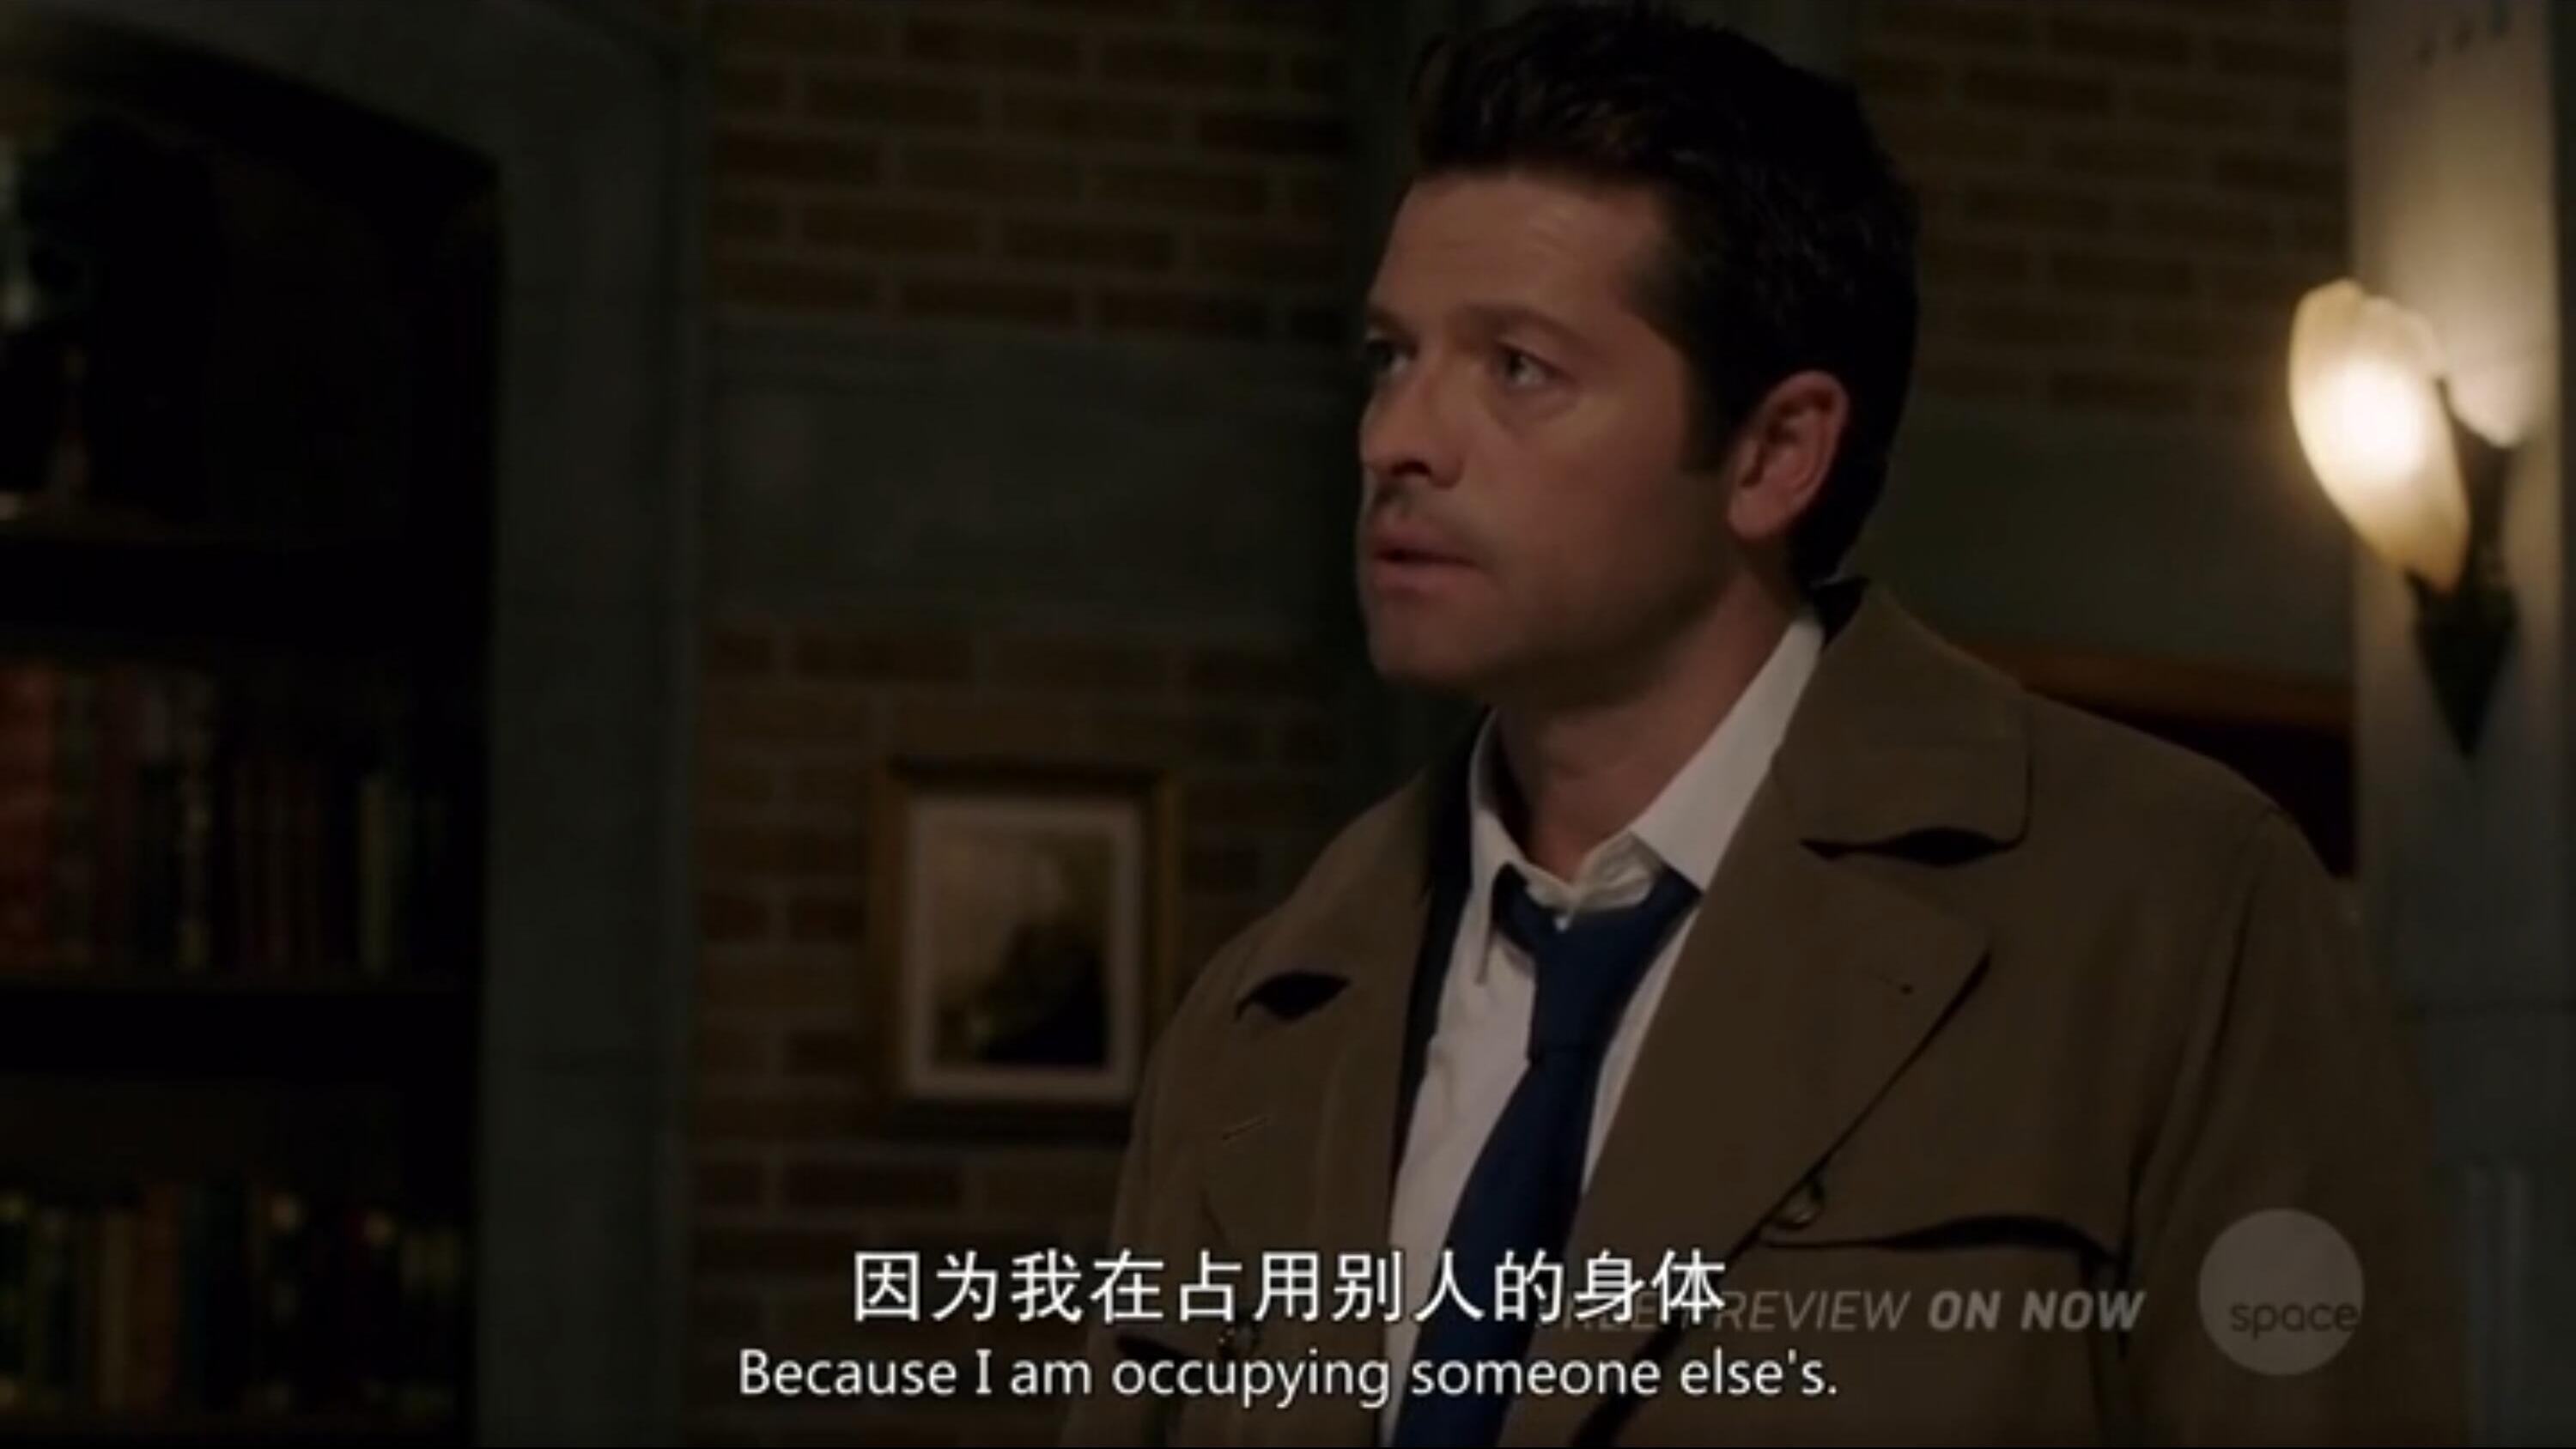 因为我在占用别人的身体
Because I am occupying someone else's.
PREVIEW ON NOW
space